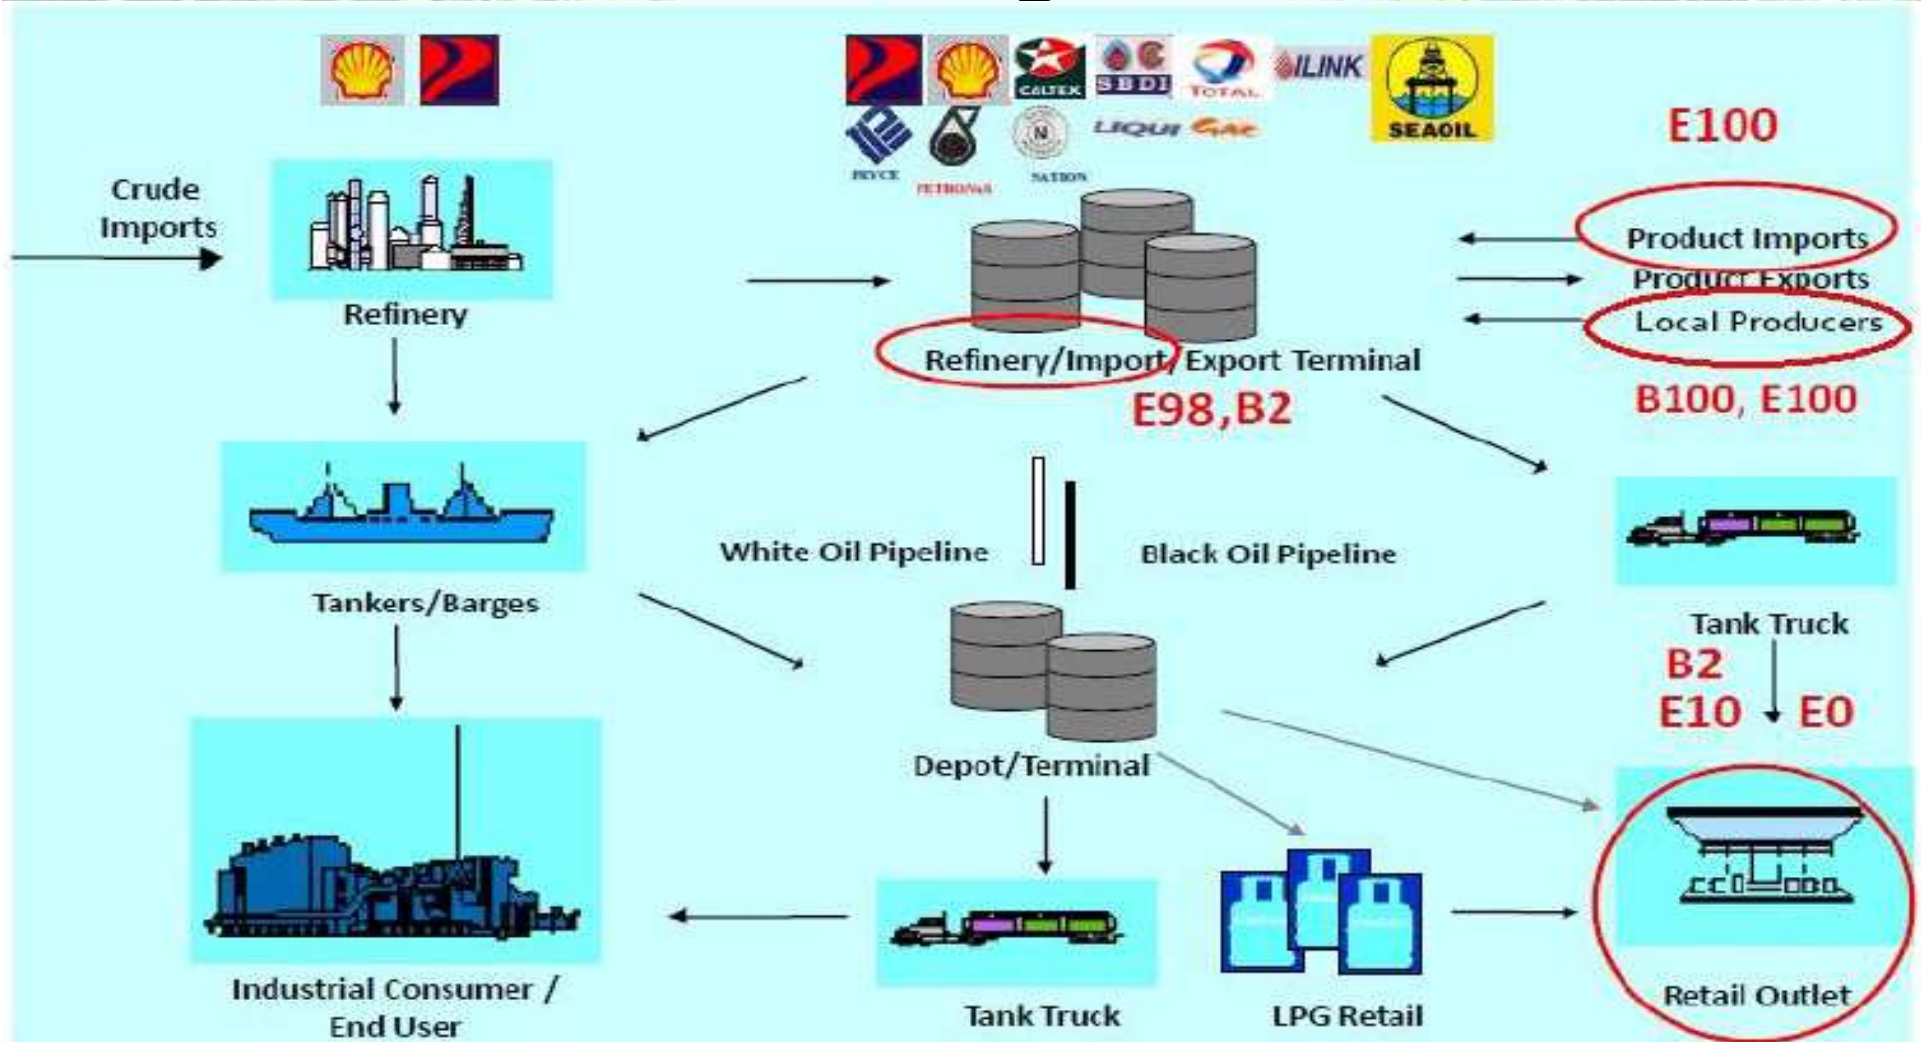 CALTEX
SBDI
TOTAL
ILINK
SEAOIL
PRYCE
PETRONAS
N
NATION
LIQUI GAZ
E100
Crude
Imports
Product Imports
Product Exports
Local Producers
Refinery
Refinery/Import/Export Terminal
E98,B2
B100, E100
White Oil Pipeline
Black Oil Pipeline
Tankers/Barges
Tank Truck
B2
E10
E0
Depot/Terminal
Industrial Consumer /
End User
Tank Truck
LPG Retail
Retail Outlet